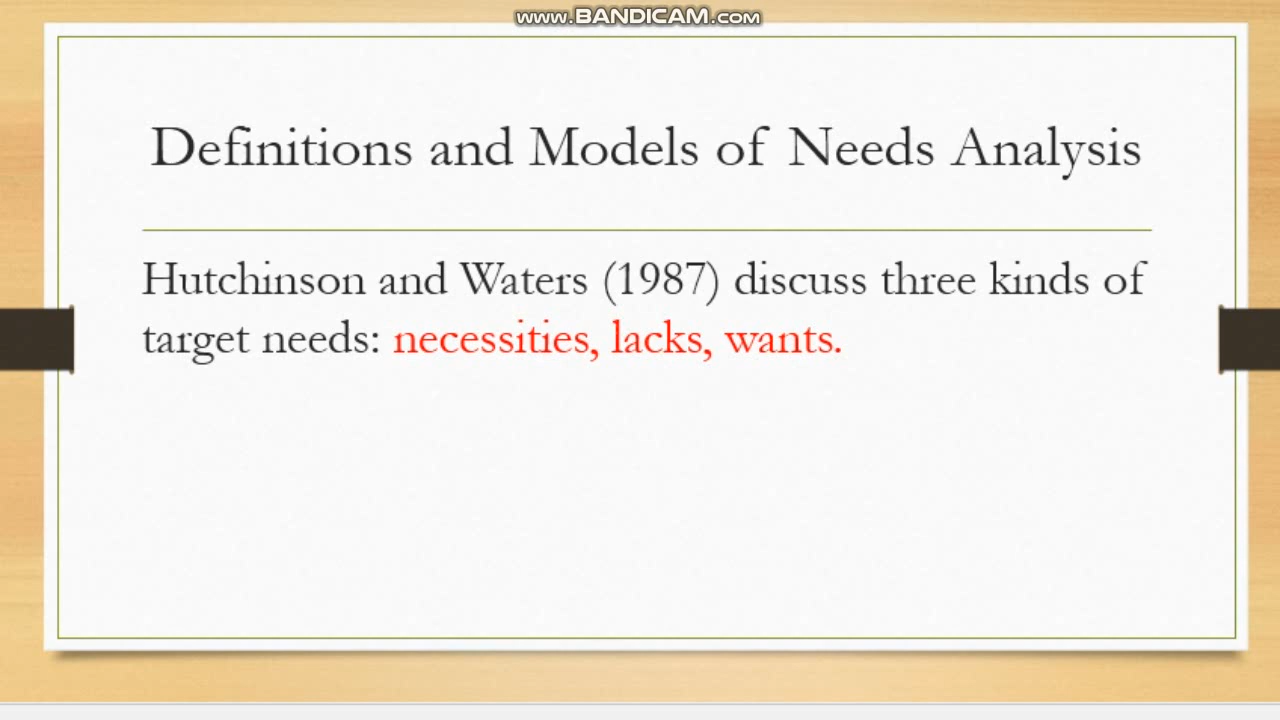 www.BANDICAM.com
Definitions and Models of Needs Analysis
Hutchinson and Waters (1987) discuss three kinds of
target needs: necessities, lacks, wants.